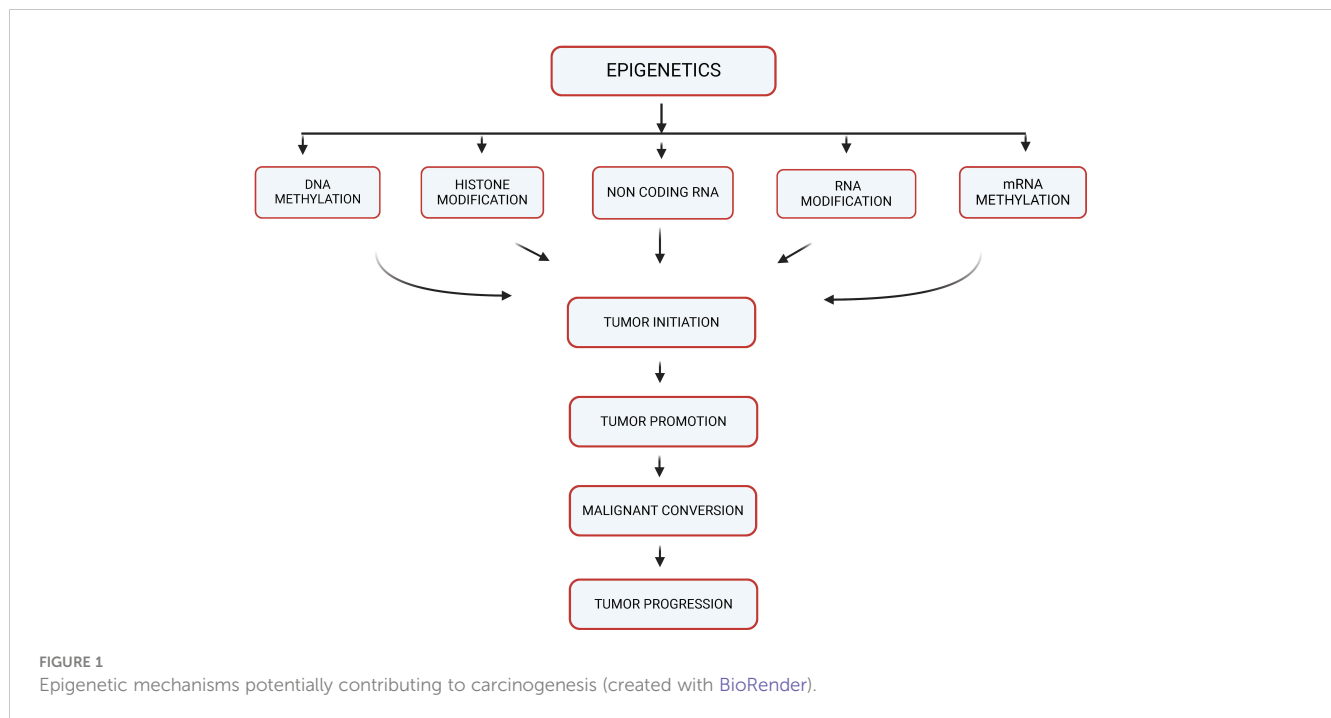 EPIGENETICS
DNA
METHYLATION
HISTONE
MODIFICATION
NON CODING RNA
RNA
MODIFICATION
mRNA
METHYLATION
TUMOR INITIATION
TUMOR PROMOTION
MALIGNANT CONVERSION
TUMOR PROGRESSION
FIGURE 1
Epigenetic mechanisms potentially contributing to carcinogenesis (created with BioRender).